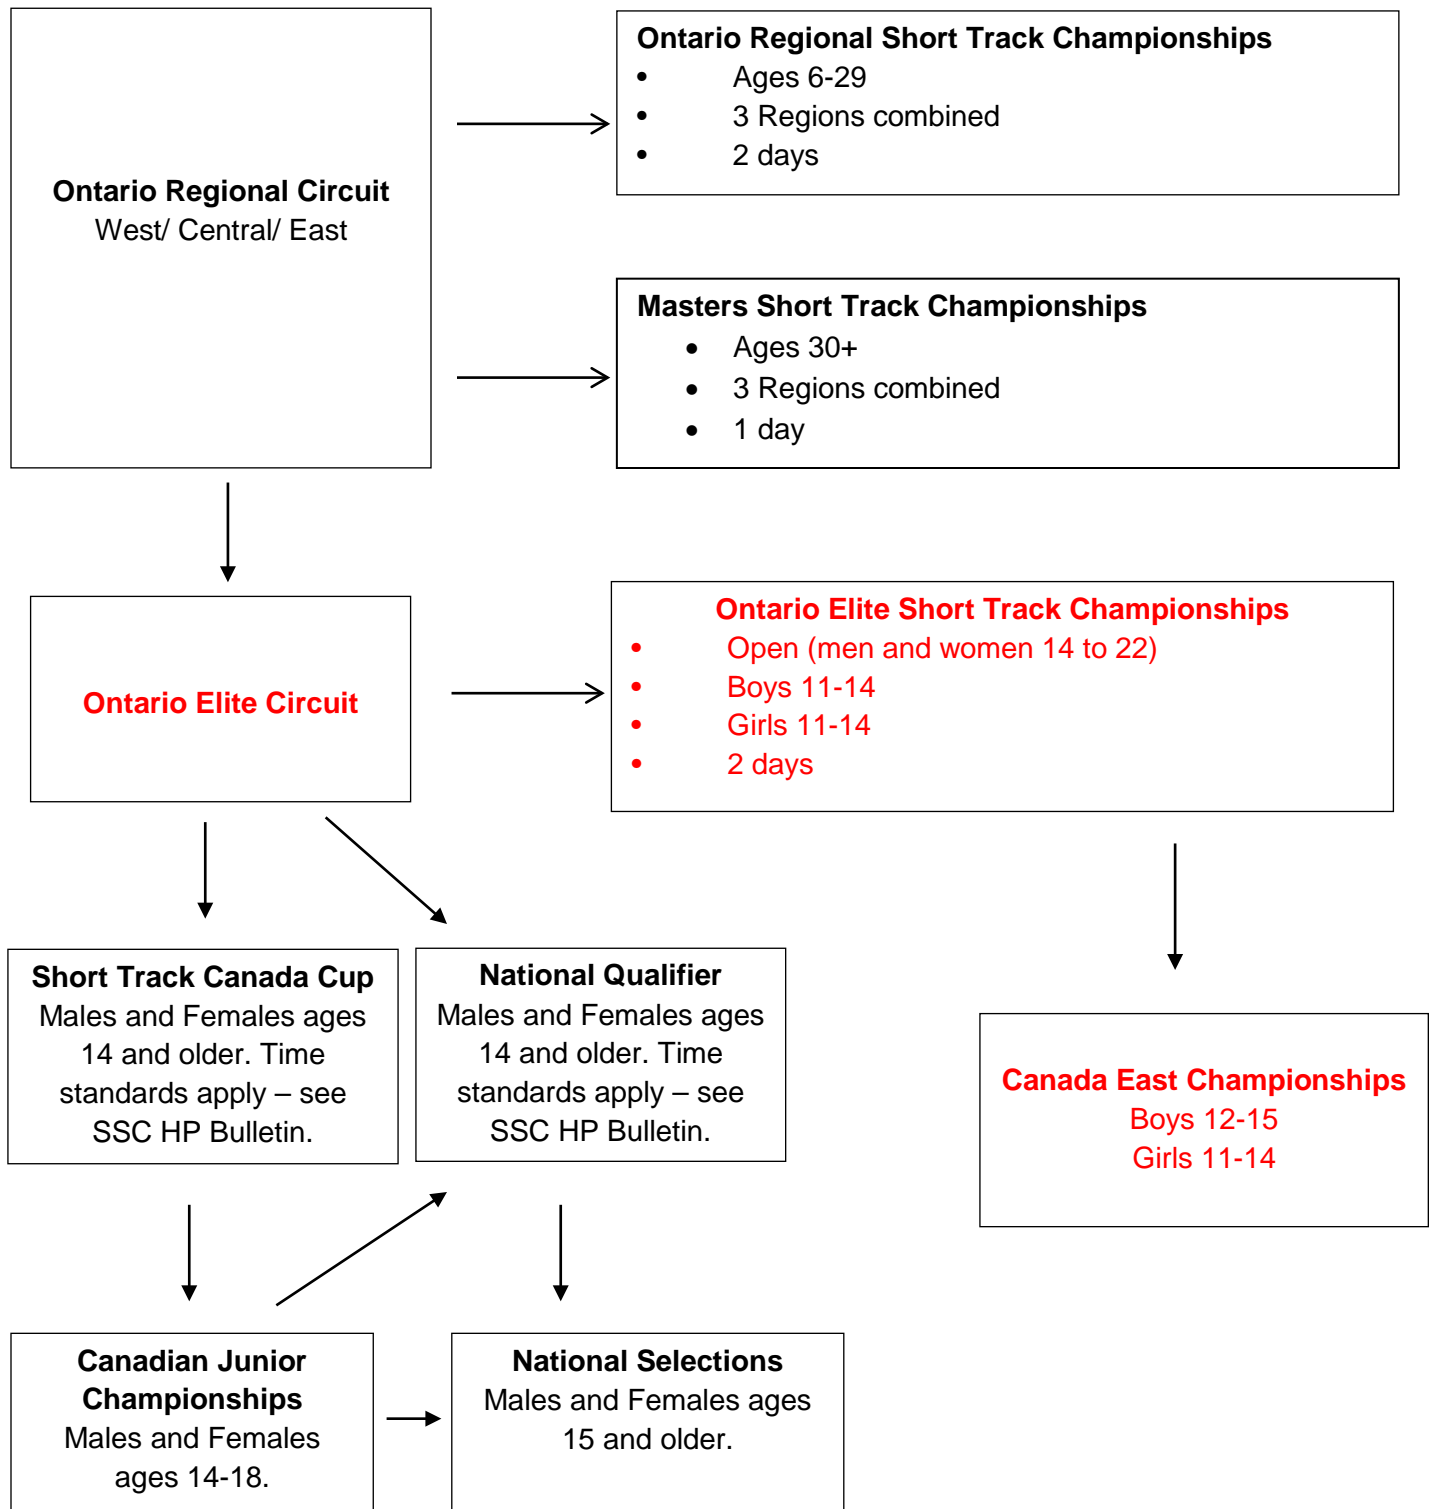 Ontario Regional Circuit
West/ Central/ East
Ontario Regional Short Track Championships
• Ages 6-29
• 3 Regions combined
• 2 days
Masters Short Track Championships
• Ages 30+
• 3 Regions combined
• 1 day
Ontario Elite Circuit
Ontario Elite Short Track Championships
• Open (men and women 14 to 22)
• Boys 11-14
• Girls 11-14
• 2 days
Short Track Canada Cup
Males and Females ages
14 and older. Time
standards apply – see
SSC HP Bulletin.
National Qualifier
Males and Females ages
14 and older. Time
standards apply – see
SSC HP Bulletin.
Canada East Championships
Boys 12-15
Girls 11-14
Canadian Junior
Championships
Males and Females
ages 14-18.
National Selections
Males and Females ages
15 and older.